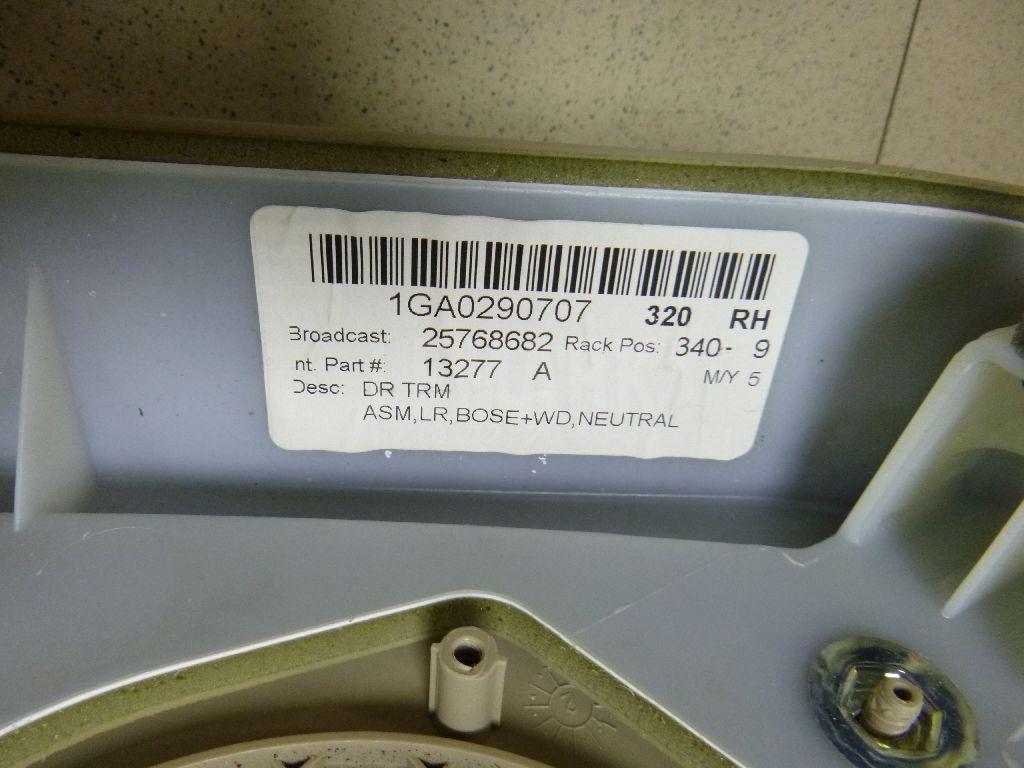 1GA0290707 320 RH
Broadcast: 25768682 Rack Pos: 340- 9
nt. Part #: 13277 A M/Y 5
Desc: DR TRM
ASM,LR,BOSE+WD,NEUTRAL